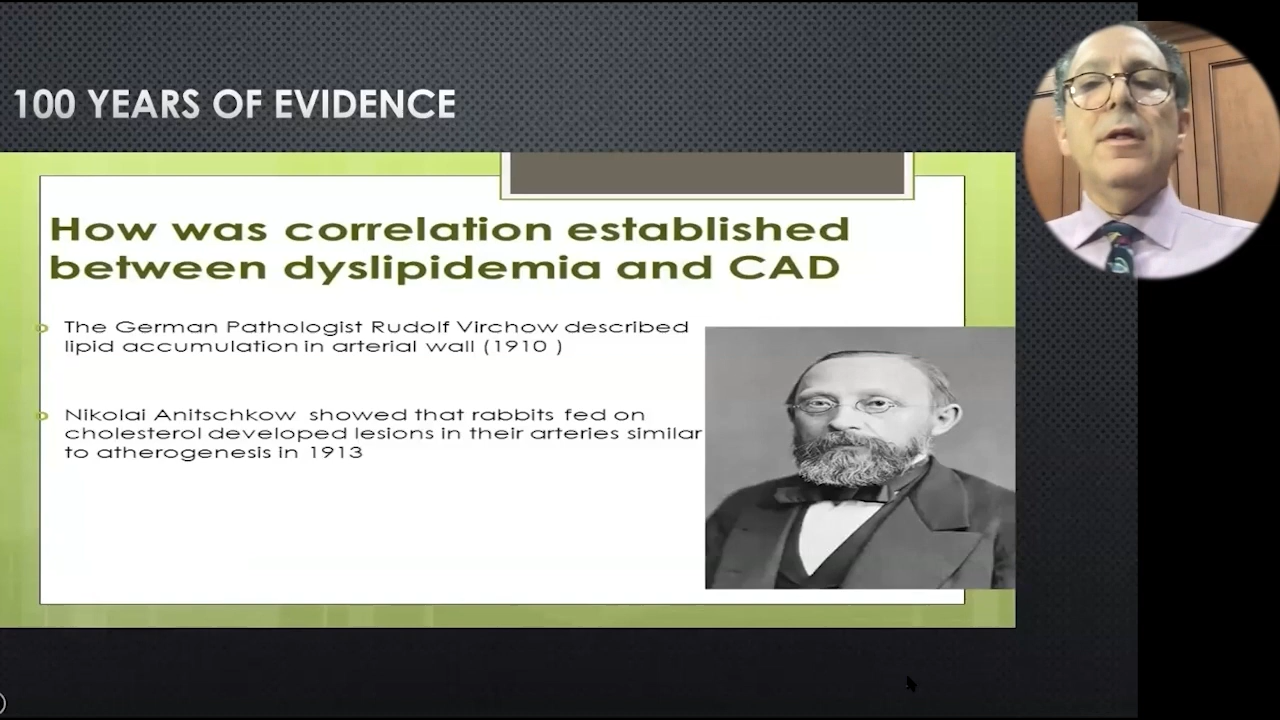 100 YEARS OF EVIDENCE
How was correlation established
between dyslipidemia and CAD
The German Pathologist Rudolf Virchow described
lipid accumulation in arterial wall (1910 )
Nikolai Anitschkow showed that rabbits fed on
cholesterol developed lesions in their arteries similar
to atherogenesis in 1913